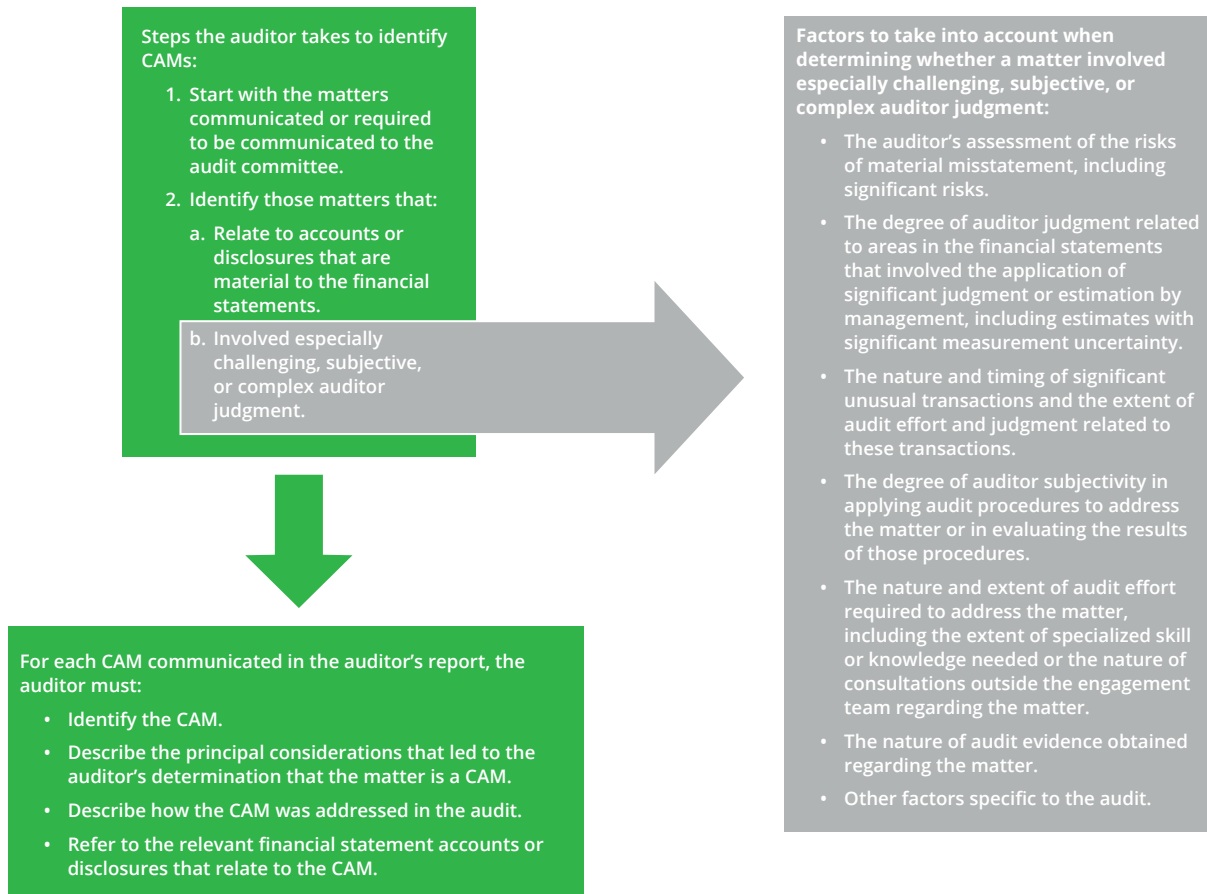 Steps the auditor takes to identify
CAMs:
1. Start with the matters
communicated or required
to be communicated to the
audit committee.
2. Identify those matters that:
a. Relate to accounts or
disclosures that are
material to the financial
statements.
b. Involved especially
challenging, subjective,
or complex auditor
judgment.
Factors to take into account when
determining whether a matter involved
especially challenging, subjective, or
complex auditor judgment:
• The auditor’s assessment of the risks
of material misstatement, including
significant risks.
• The degree of auditor judgment related
to areas in the financial statements
that involved the application of
significant judgment or estimation by
management, including estimates with
significant measurement uncertainty.
• The nature and timing of significant
unusual transactions and the extent of
audit effort and judgment related to
these transactions.
• The degree of auditor subjectivity in
applying audit procedures to address
the matter or in evaluating the results
of those procedures.
• The nature and extent of audit effort
required to address the matter,
including the extent of specialized skill
or knowledge needed or the nature of
consultations outside the engagement
team regarding the matter.
• The nature of audit evidence obtained
regarding the matter.
• Other factors specific to the audit.
For each CAM communicated in the auditor’s report, the
auditor must:
• Identify the CAM.
• Describe the principal considerations that led to the
auditor’s determination that the matter is a CAM.
• Describe how the CAM was addressed in the audit.
• Refer to the relevant financial statement accounts or
disclosures that relate to the CAM.